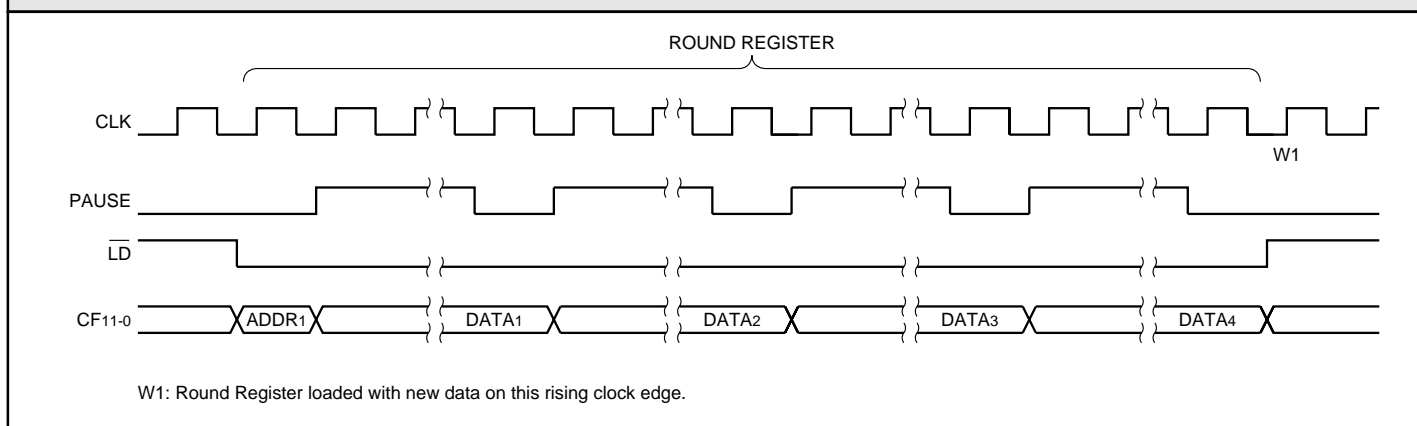 ROUND REGISTER
CLK
W1
PAUSE
LD
CF11-0
ADDR1
DATA1
DATA2
DATA3
DATA4
W1: Round Register loaded with new data on this rising clock edge.